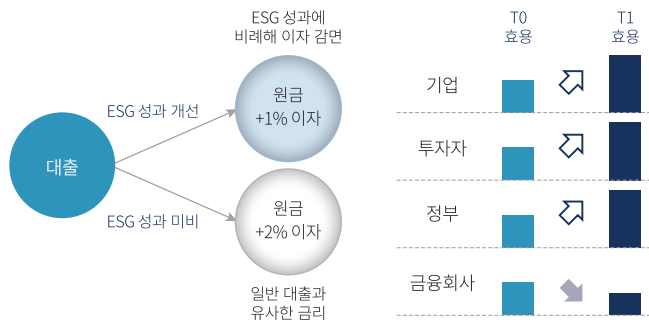 ESG 성과에
비례해 이자 감면
원금
+1% 이자
ESG 성과 개선
대출
ESG 성과 미비
원금
+2% 이자
일반 대출과
유사한 금리
T0
효용
T1
효용
기업
투자자
정부
금융회사